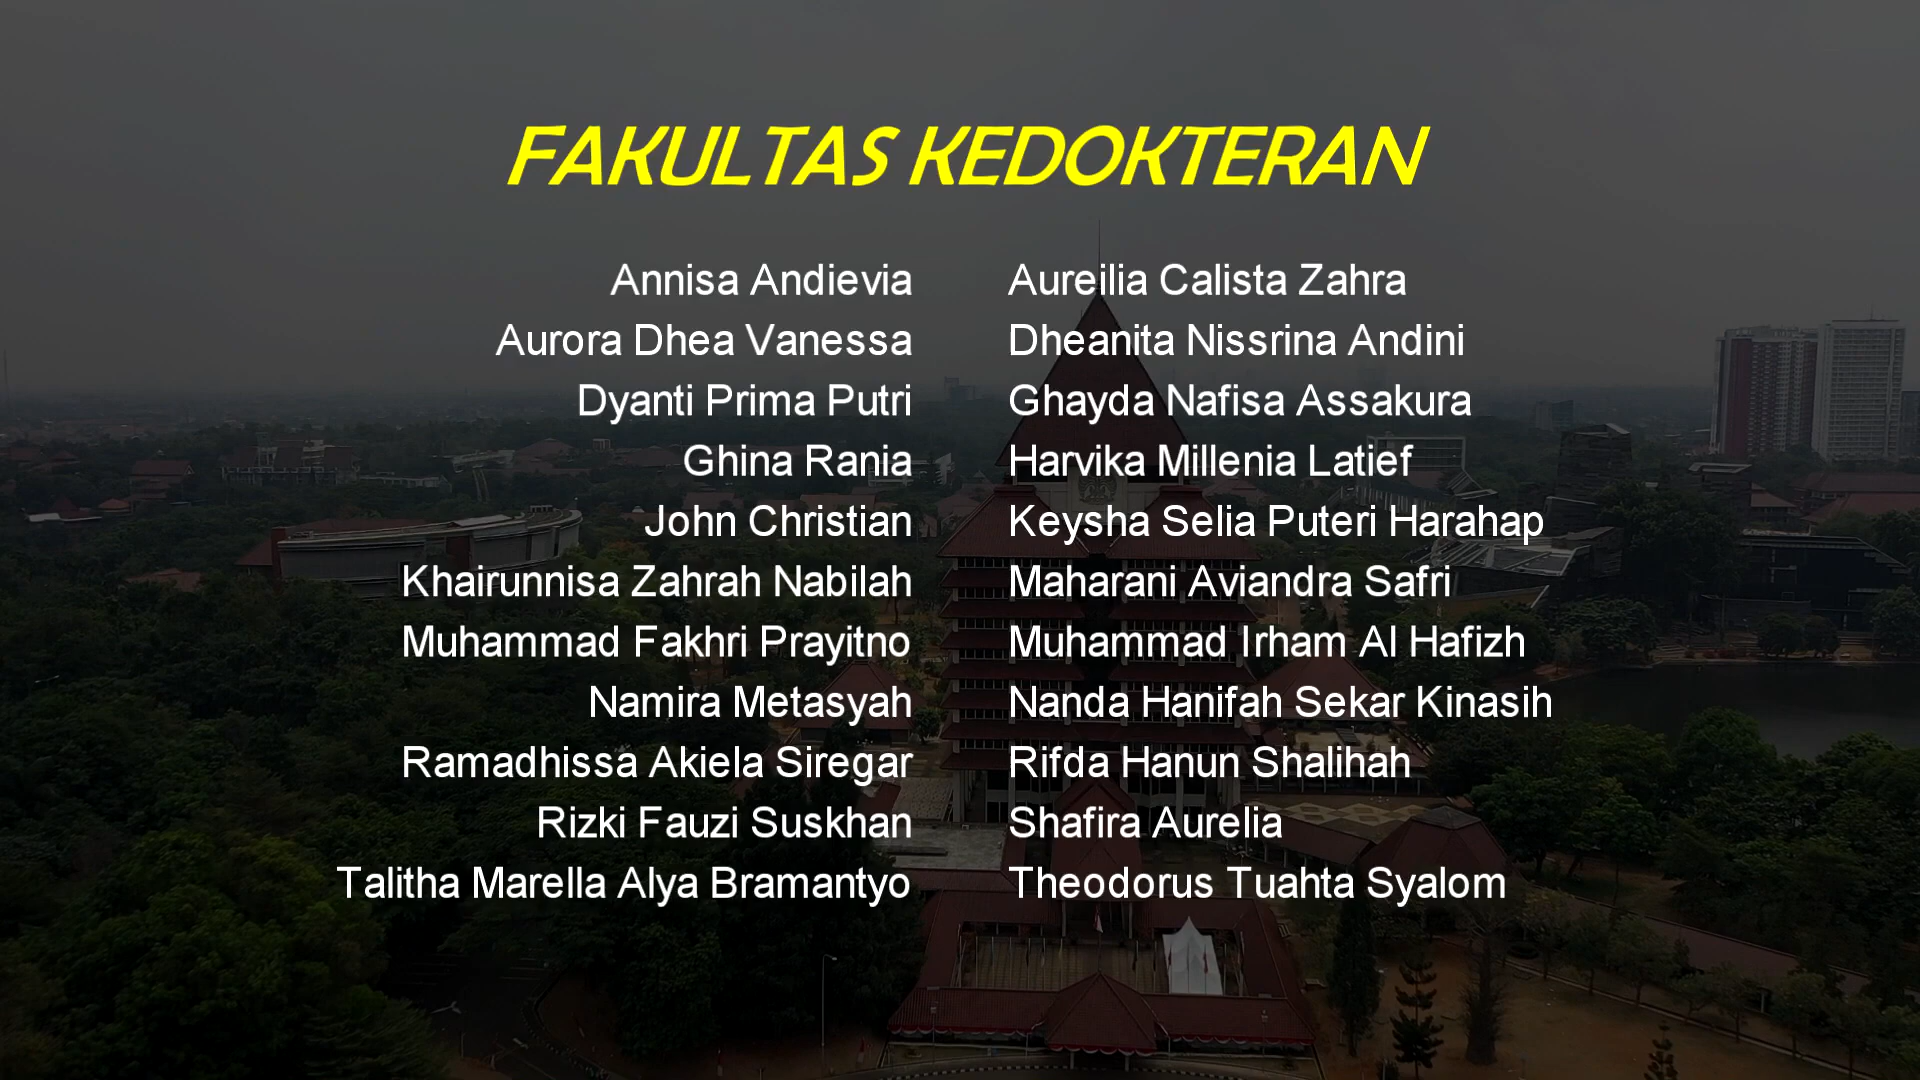 FAKULTAS KEDOKTERAN
Annisa Andievia
Aureilia Calista Zahra
Aurora Dhea Vanessa
Dheanita Nissrina Andini
Dyanti Prima Putri
Ghayda Nafisa Assakura
Ghina Rania
Harvika Millenia Latief
John Christian
Keysha Selia Puteri Harahap
Khairunnisa Zahrah Nabilah
Maharani Aviandra Safri
Muhammad Fakhri Prayitno
Muhammad Irham Al Hafizh
Namira Metasyah
Nanda Hanifah Sekar Kinasih
Ramadhissa Akiela Siregar
Rifda Hanun Shalihah
Rizki Fauzi Suskhan
Shafira Aurelia
Talitha Marella Alya Bramantyo
Theodorus Tuahta Syalom